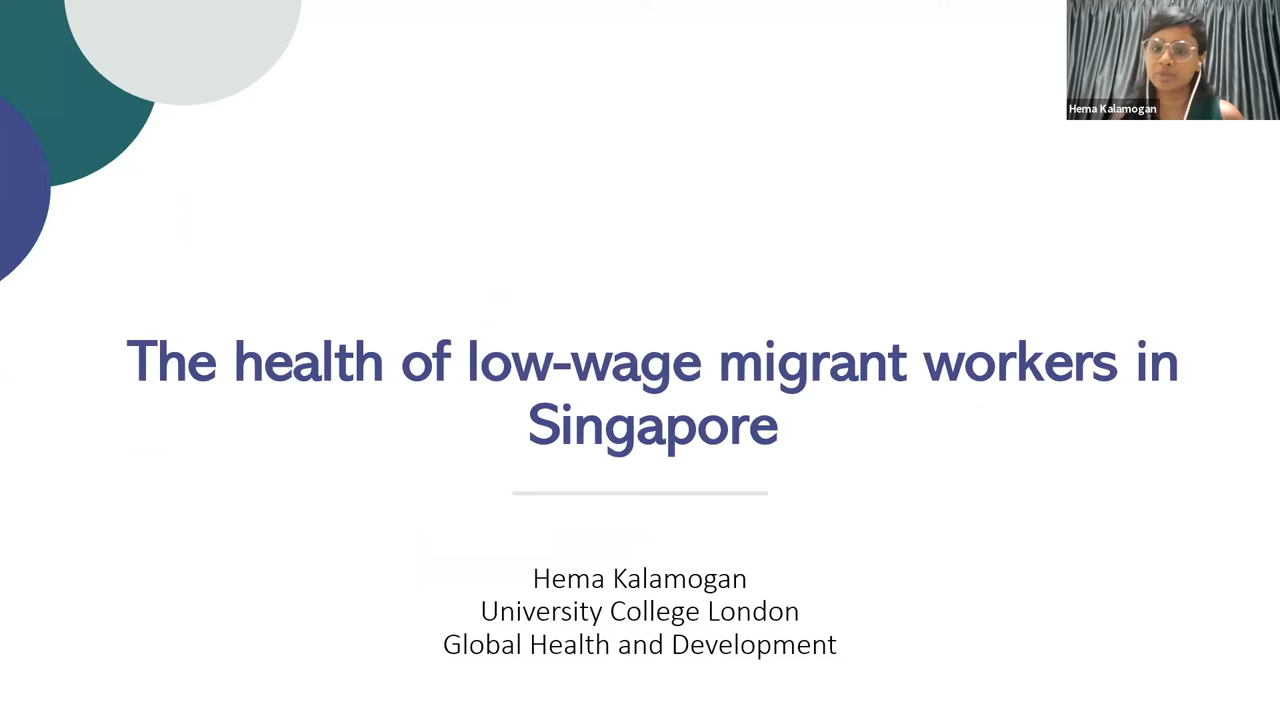 Hema Kalamogan
The health of low-wage migrant workers in
Singapore
Hema Kalamogan
University College London
Global Health and Development